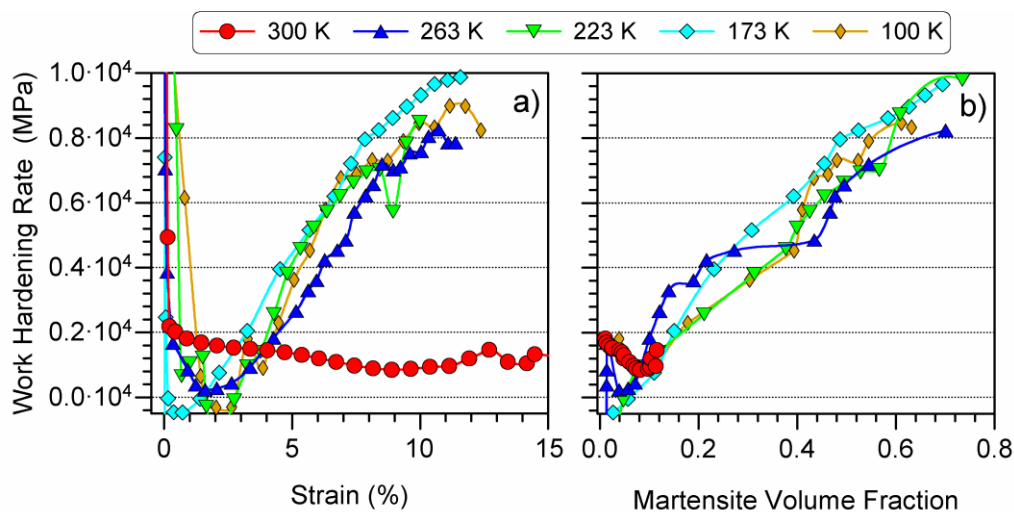 300 K 263 K 223 K 173 K 100 K
Work Hardening Rate (MPa)
1.0·10⁴
0.8·10⁴
0.6·10⁴
0.4·10⁴
0.2·10⁴
0.0·10⁴
a)
0 5 10 15
Strain (%)
b)
0.0 0.2 0.4 0.6 0.8
Martensite Volume Fraction